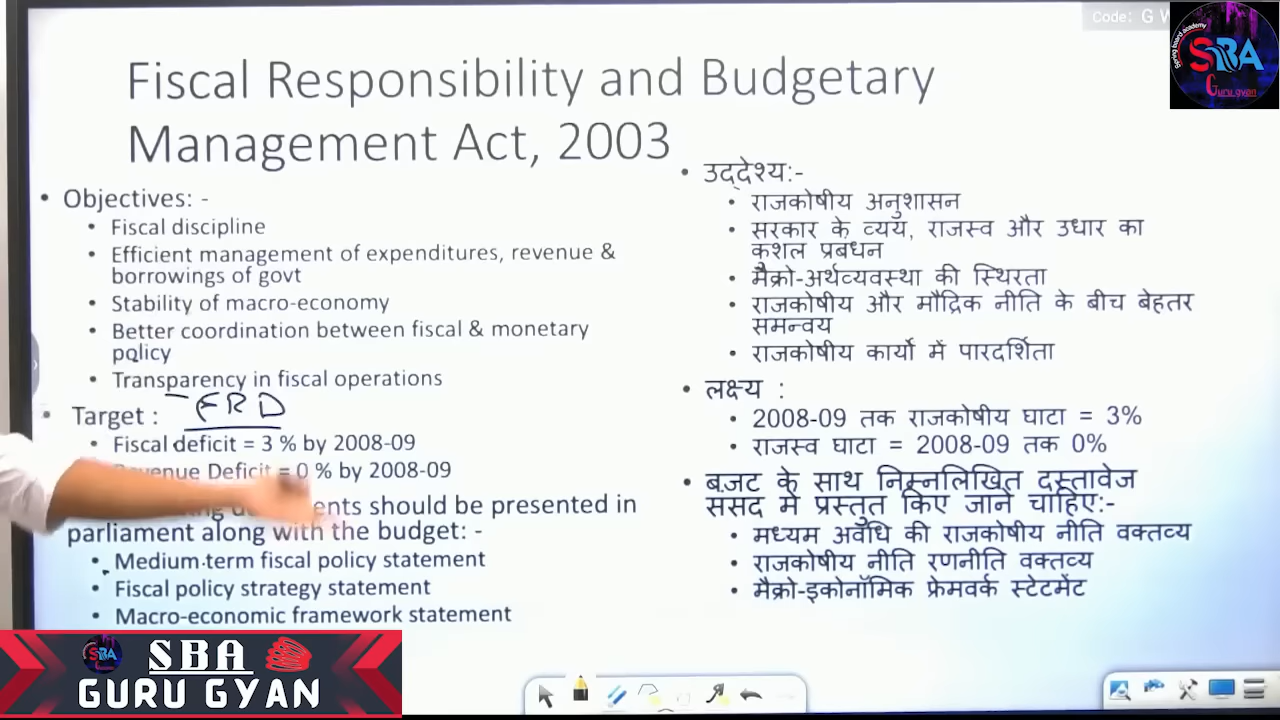 Code: G
Spring board academy
SBA
Guru gyan
Fiscal Responsibility and Budgetary
Management Act, 2003
• Objectives: -
• Fiscal discipline
• Efficient management of expenditures, revenue &
borrowings of govt
• Stability of macro-economy
• Better coordination between fiscal & monetary
policy
• Transparency in fiscal operations
• Target :
FRD
• Fiscal deficit = 3 % by 2008-09
Deficit = 0 % by 2008-09
should be presented in
parliament along with the budget: -
• Medium term fiscal policy statement
• Fiscal policy strategy statement
• Macro-economic framework statement
• उद्देश्य:-
• राजकोषीय अनुशासन
• सरकार के व्यय, राजस्व और उधार का
कुशल प्रबंधन
• मैक्रो-अर्थव्यवस्था की स्थिरता
• राजकोषीय और मौद्रिक नीति के बीच बेहतर
समन्वय
• राजकोषीय कार्यों में पारदर्शिता
• लक्ष्य :
• 2008-09 तक राजकोषीय घाटा = 3%
• राजस्व घाटा = 2008-09 तक 0%
• बजट के साथ निम्नलिखित दस्तावेज
संसद में प्रस्तुत किए जाने चाहिए:-
• मध्यम अवधि की राजकोषीय नीति वक्तव्य
• राजकोषीय नीति रणनीति वक्तव्य
• मैक्रो-इकोनॉमिक फ्रेमवर्क स्टेटमेंट
SBA
SBA
GURU GYAN